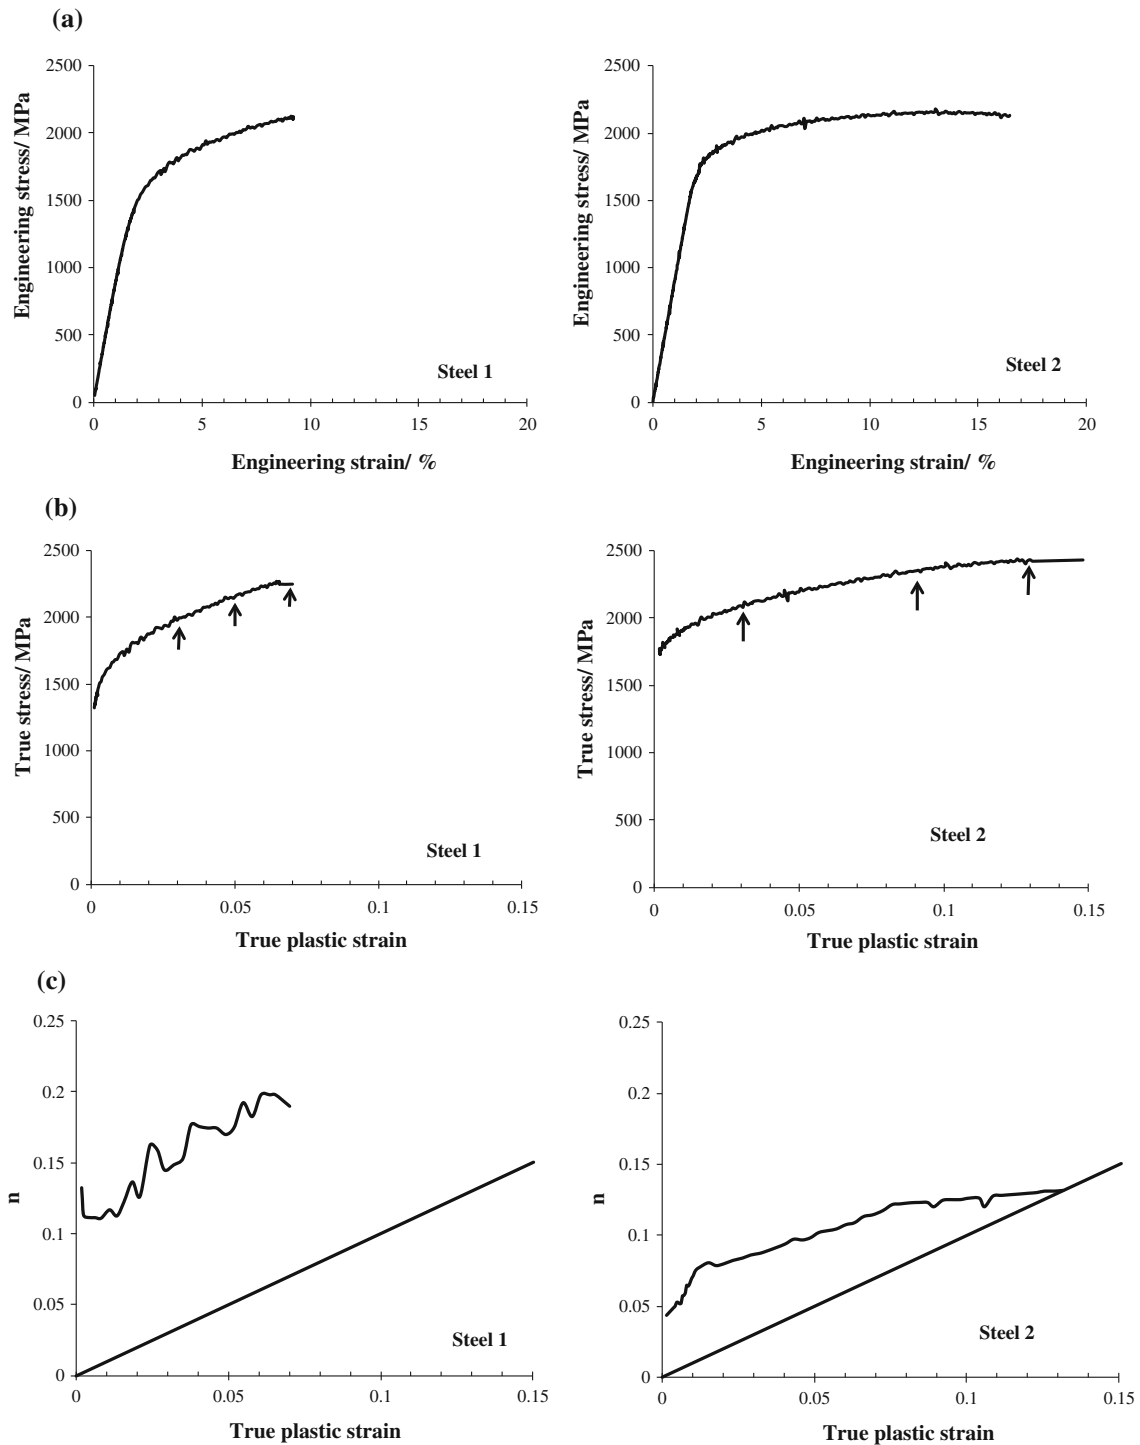 (a)
2500
2000
1500
1000
500
0
Engineering stress/ MPa
0 5 10 15 20
Engineering strain/ %
Steel 1
2500
2000
1500
1000
500
0
Engineering stress/ MPa
0 5 10 15 20
Engineering strain/ %
Steel 2
(b)
2500
2000
1500
1000
500
0
True stress/ MPa
0 0.05 0.1 0.15
True plastic strain
Steel 1
2500
2000
1500
1000
500
0
True stress/ MPa
0 0.05 0.1 0.15
True plastic strain
Steel 2
(c)
0.25
0.2
0.15
0.1
0.05
0
n
0 0.05 0.1 0.15
True plastic strain
Steel 1
0.25
0.2
0.15
0.1
0.05
0
n
0 0.05 0.1 0.15
True plastic strain
Steel 2